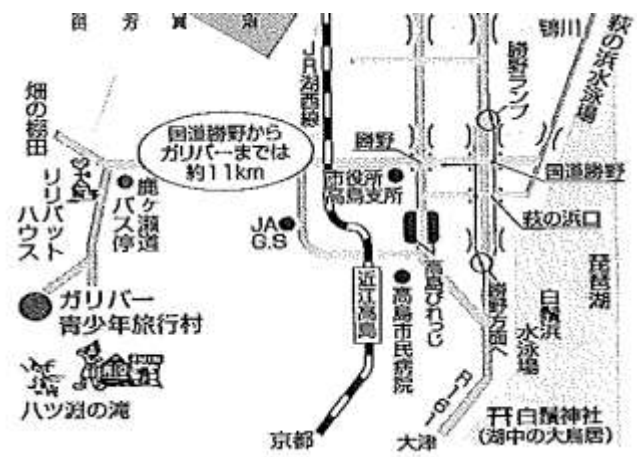 鴨川
萩の浜水泳場
勝野ランプ
JR湖西線
畑の棚田
国道勝野から
ガリバーまでは
約11km
勝野
国道勝野
市役所
高島支所
リリパット
ハウス
鹿ヶ瀬道
バス停
萩の浜口
JA
G.S
琵琶湖
近江高島
高島市民病院
高島びれっじ
勝野方面へ
白鬚浜
水泳場
ガリバー
青少年旅行村
R161
八ツ淵の滝
京都
大津
白鬚神社
(湖中の大鳥居)